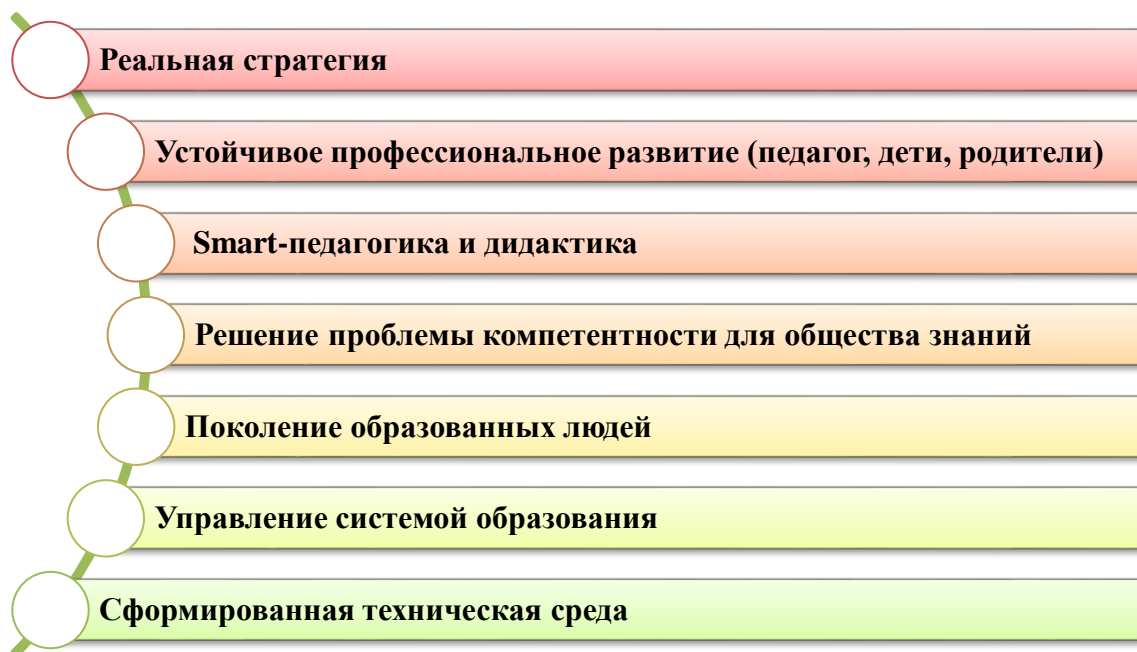 Реальная стратегия
Устойчивое профессиональное развитие (педагог, дети, родители)
Smart-педагогика и дидактика
Решение проблемы компетентности для общества знаний
Поколение образованных людей
Управление системой образования
Сформированная техническая среда